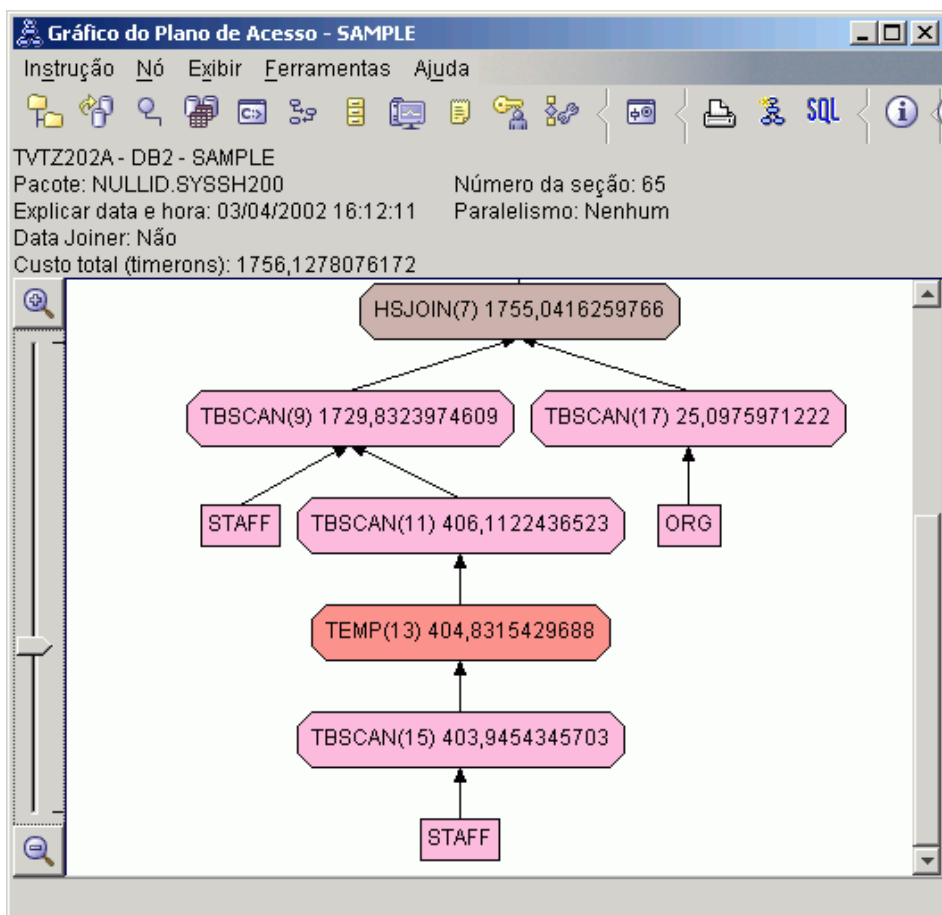 Gráfico do Plano de Acesso - SAMPLE
Instrução Nó Exibir Ferramentas Ajuda
C:> SQL
TVTZ202A - DB2 - SAMPLE
Pacote: NULLID.SYSSH200 Número da seção: 65
Explicar data e hora: 03/04/2002 16:12:11 Paralelismo: Nenhum
Data Joiner: Não
Custo total (timerons): 1756,1278076172
HSJOIN(7) 1755,0416259766
TBSCAN(9) 1729,8323974609 TBSCAN(17) 25,0975971222
STAFF TBSCAN(11) 406,1122436523 ORG
TEMP(13) 404,8315429688
TBSCAN(15) 403,9454345703
STAFF